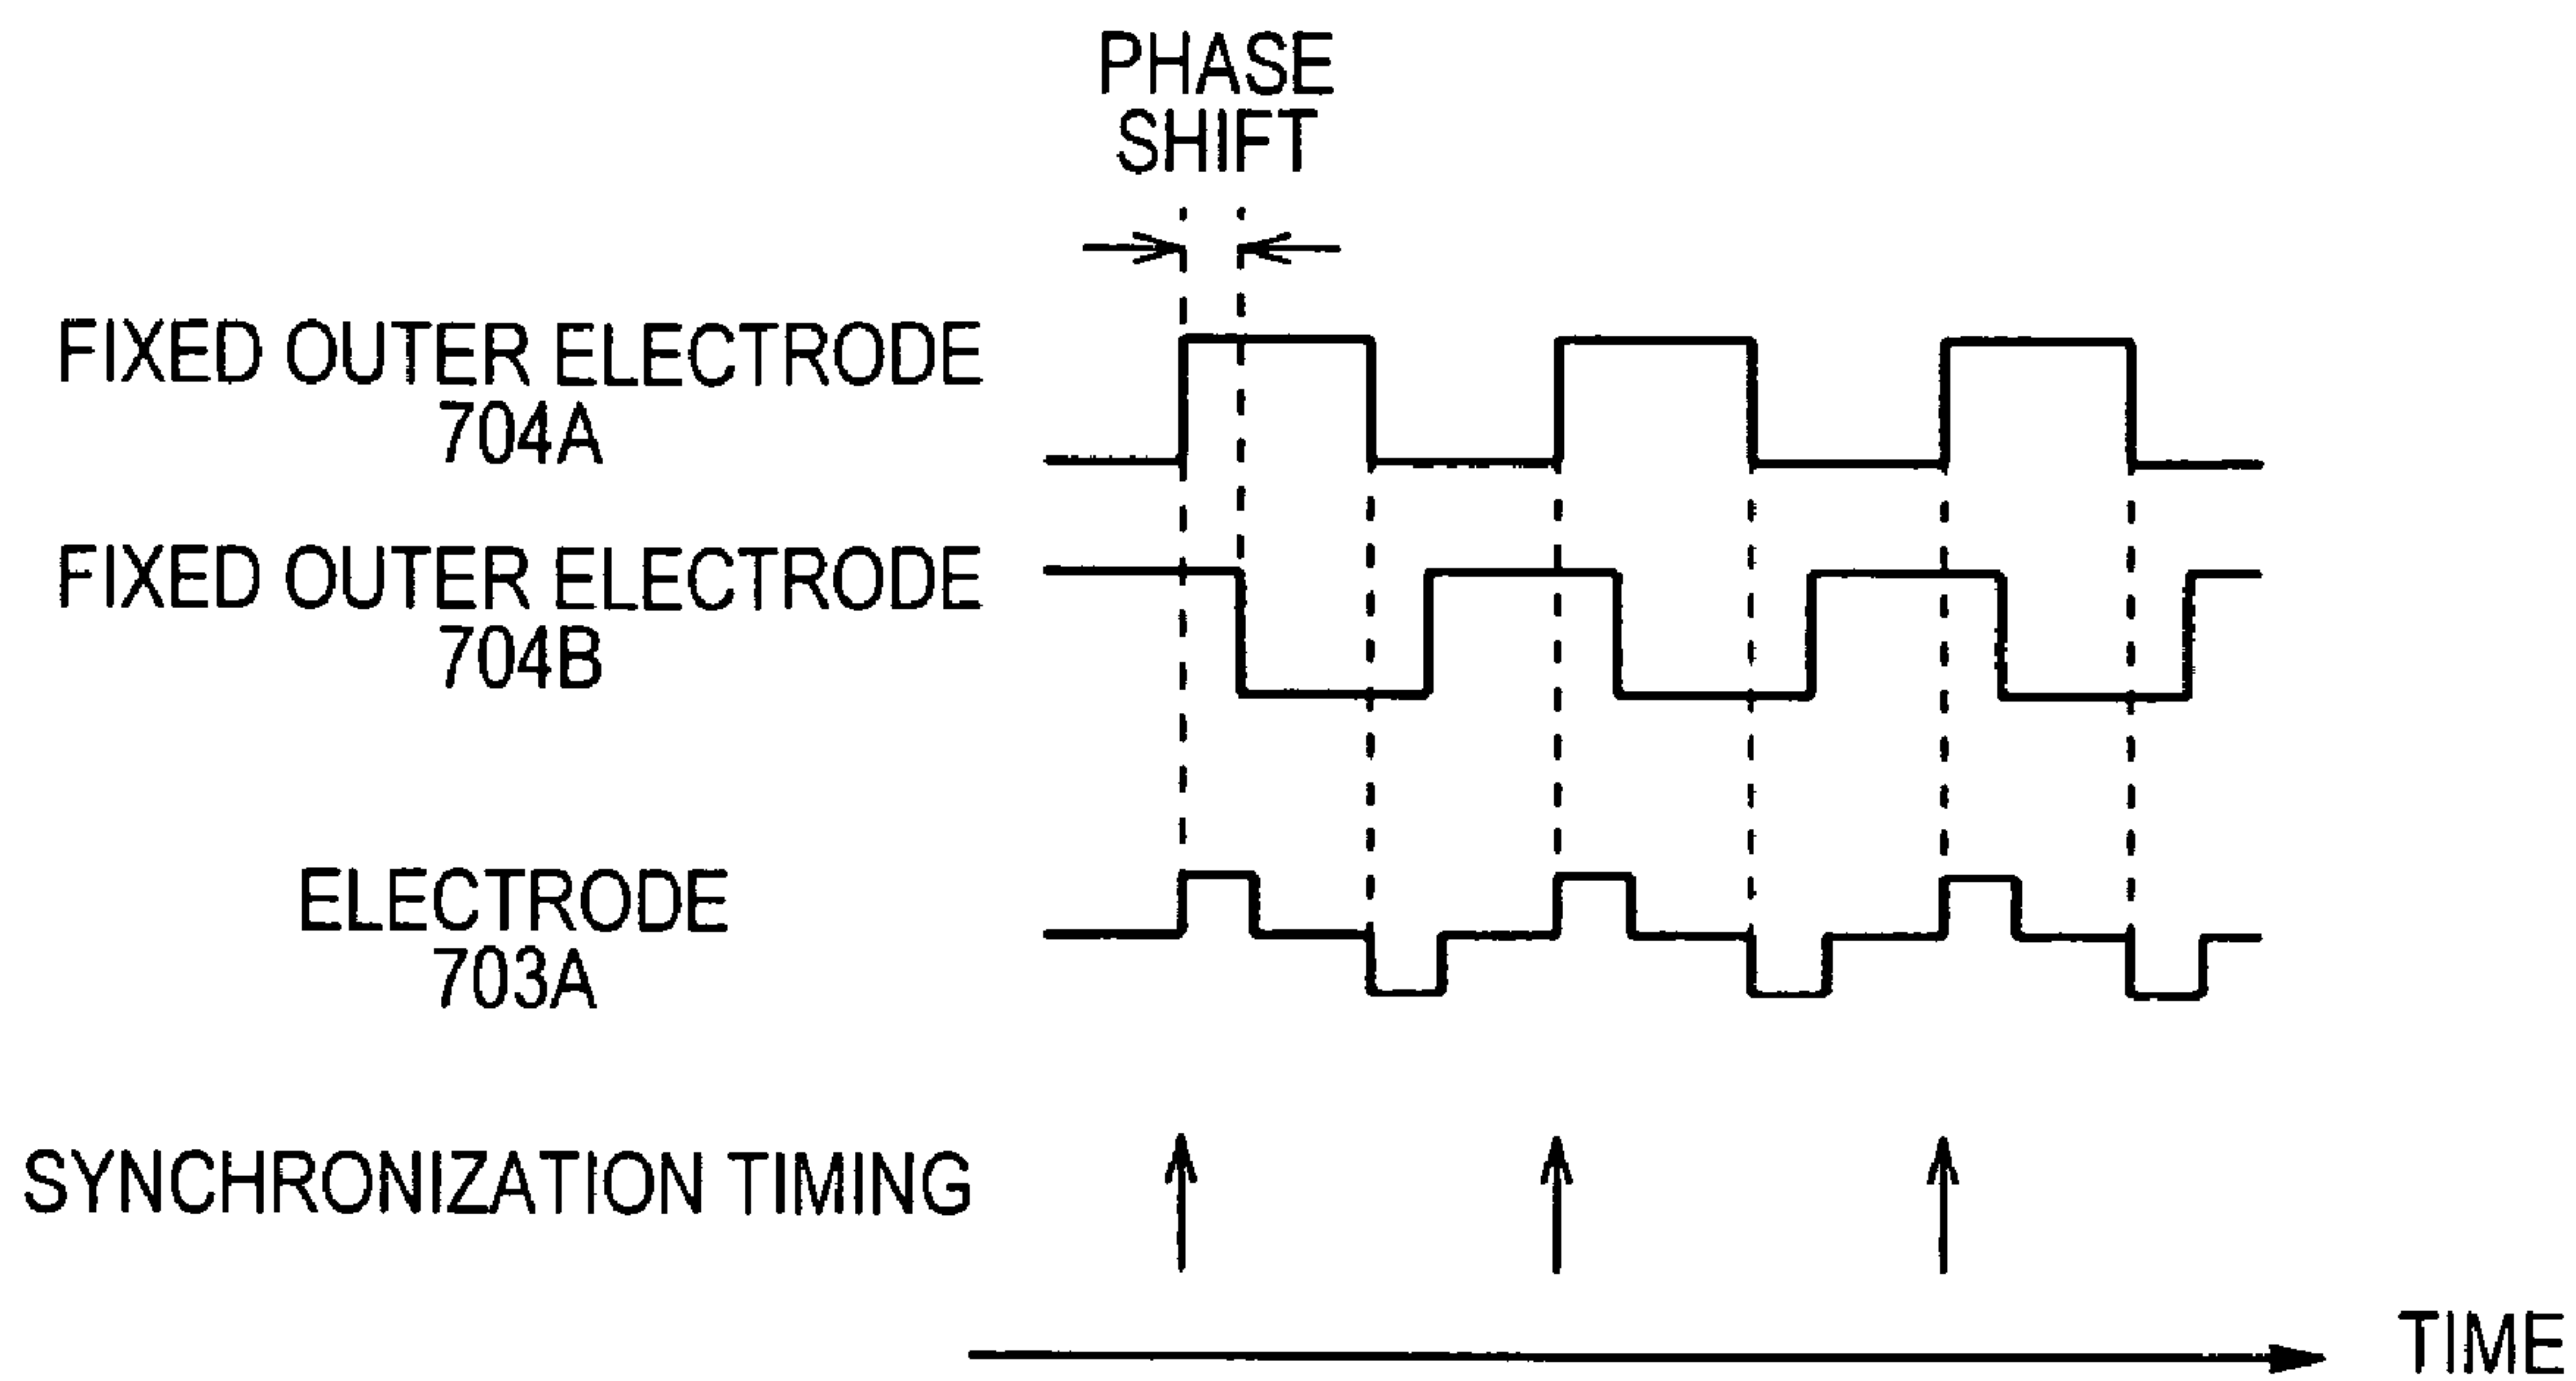 PHASE
SHIFT
FIXED OUTER ELECTRODE
704A
FIXED OUTER ELECTRODE
704B
ELECTRODE
703A
SYNCHRONIZATION TIMING
TIME